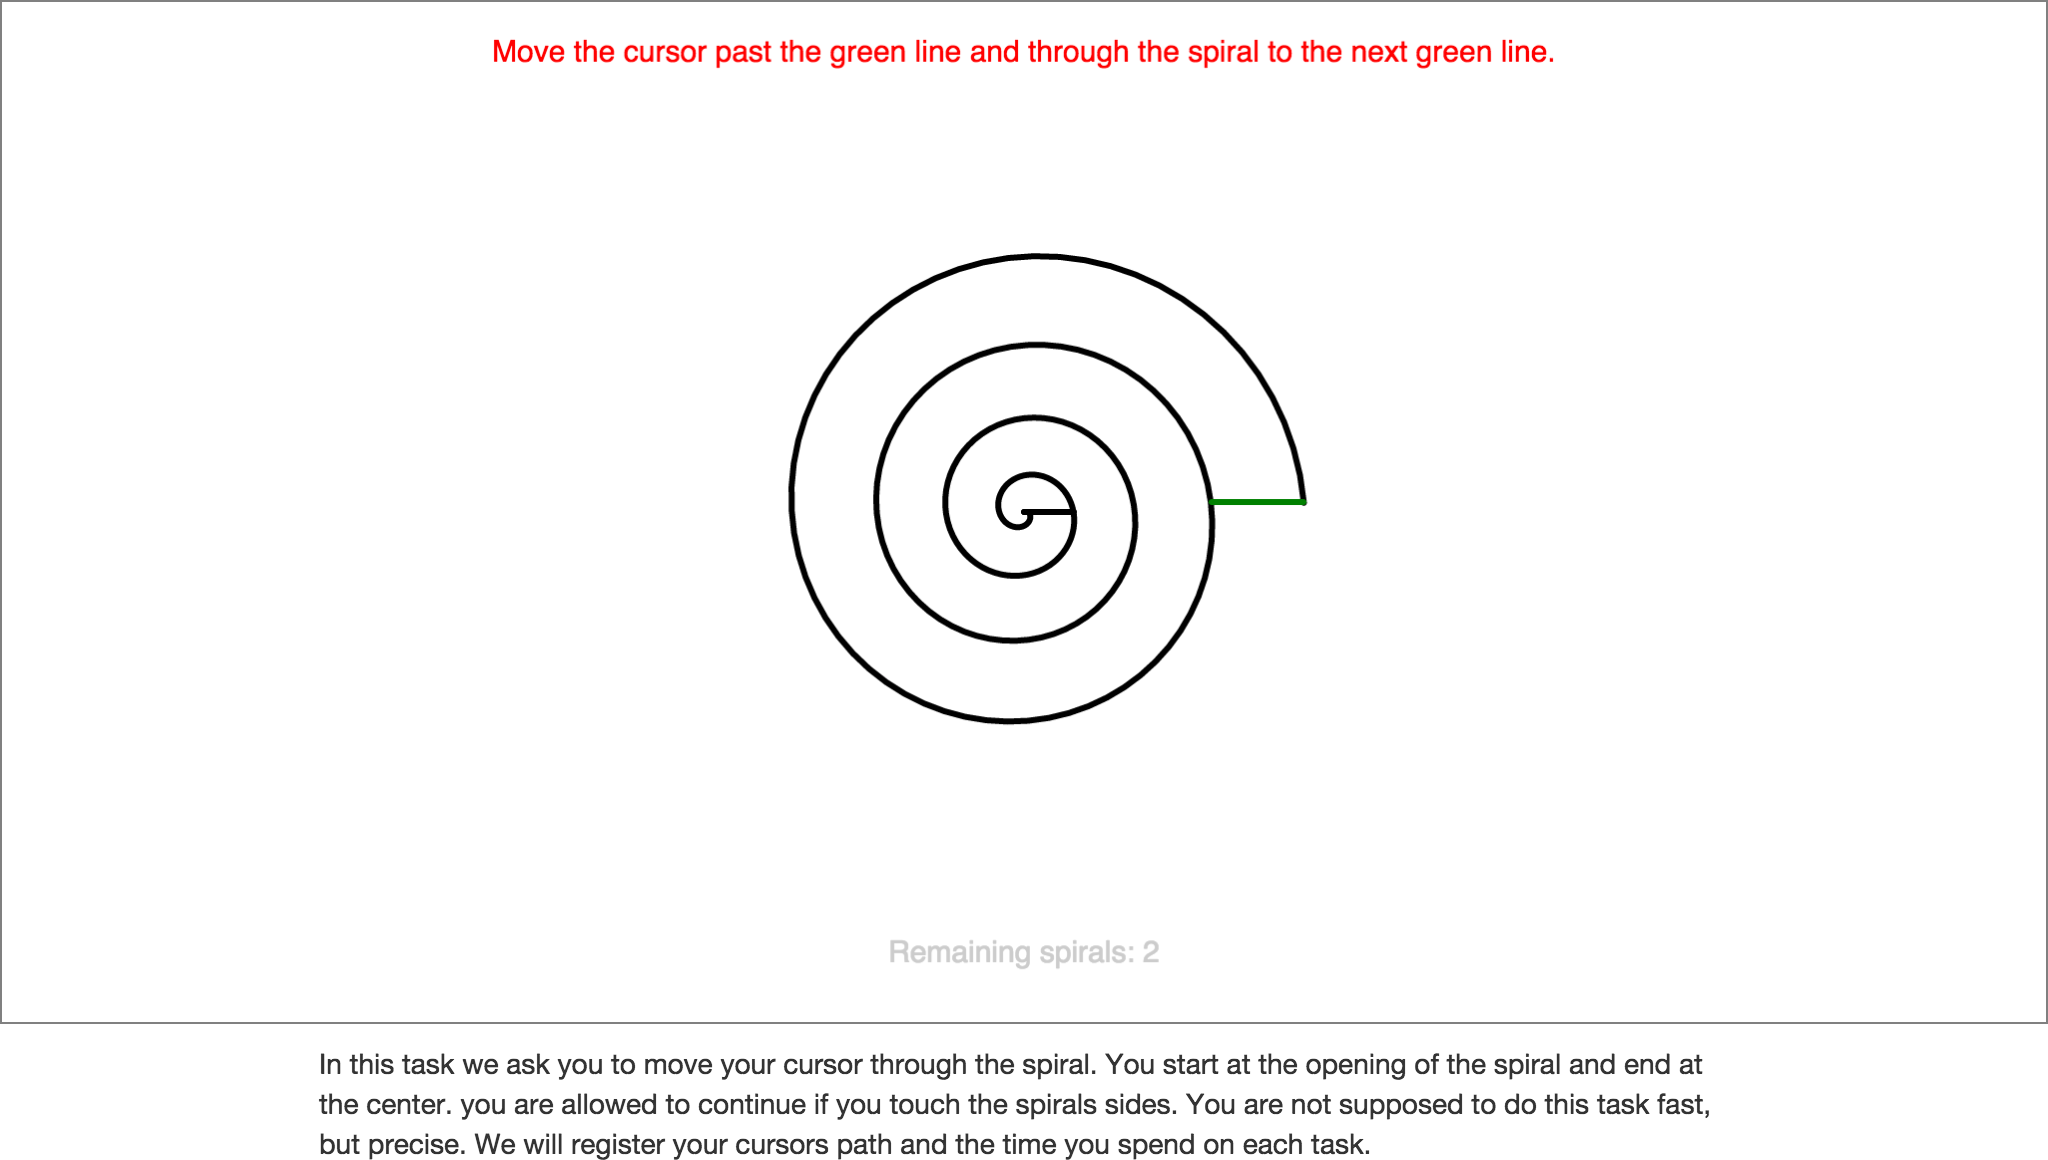 Move the cursor past the green line and through the spiral to the next green line.
Remaining spirals: 2
In this task we ask you to move your cursor through the spiral. You start at the opening of the spiral and end at
the center. you are allowed to continue if you touch the spirals sides. You are not supposed to do this task fast,
but precise. We will register your cursors path and the time you spend on each task.